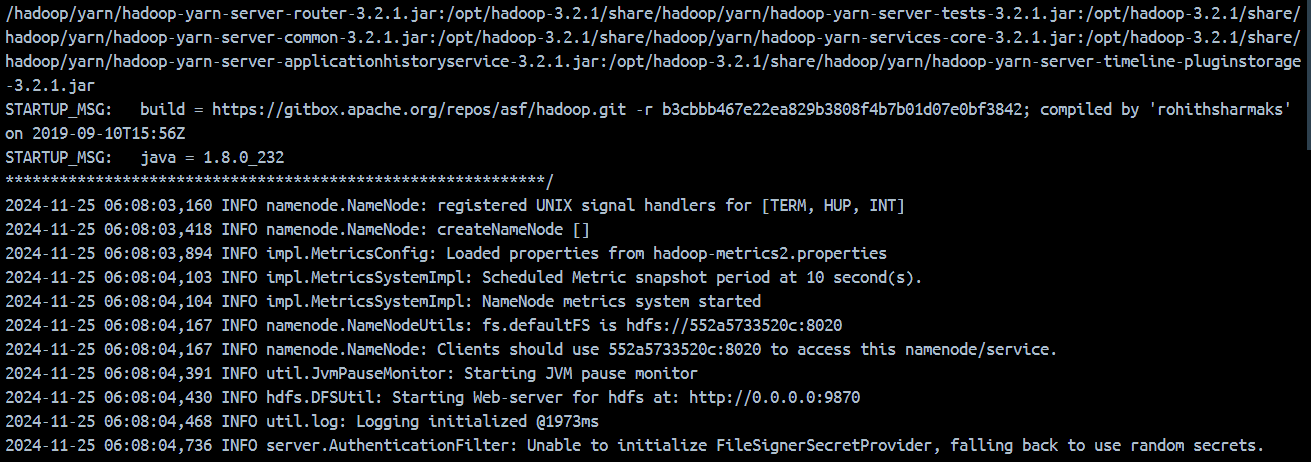 /hadoop/yarn/hadoop-yarn-server-router-3.2.1.jar:/opt/hadoop-3.2.1/share/hadoop/yarn/hadoop-yarn-server-tests-3.2.1.jar:/opt/hadoop-3.2.1/share/
hadoop/yarn/hadoop-yarn-server-common-3.2.1.jar:/opt/hadoop-3.2.1/share/hadoop/yarn/hadoop-yarn-services-core-3.2.1.jar:/opt/hadoop-3.2.1/share/
hadoop/yarn/hadoop-yarn-server-applicationhistoryservice-3.2.1.jar:/opt/hadoop-3.2.1/share/hadoop/yarn/hadoop-yarn-server-timeline-pluginstorage
-3.2.1.jar
STARTUP_MSG:   build = https://gitbox.apache.org/repos/asf/hadoop.git -r b3cbbb467e22ea829b3808f4b7b01d07e0bf3842; compiled by 'rohithsharmaks'
on 2019-09-10T15:56Z
STARTUP_MSG:   java = 1.8.0_232
************************************************************/
2024-11-25 06:08:03,160 INFO namenode.NameNode: registered UNIX signal handlers for [TERM, HUP, INT]
2024-11-25 06:08:03,418 INFO namenode.NameNode: createNameNode []
2024-11-25 06:08:03,894 INFO impl.MetricsConfig: Loaded properties from hadoop-metrics2.properties
2024-11-25 06:08:04,103 INFO impl.MetricsSystemImpl: Scheduled Metric snapshot period at 10 second(s).
2024-11-25 06:08:04,104 INFO impl.MetricsSystemImpl: NameNode metrics system started
2024-11-25 06:08:04,167 INFO namenode.NameNodeUtils: fs.defaultFS is hdfs://552a5733520c:8020
2024-11-25 06:08:04,167 INFO namenode.NameNode: Clients should use 552a5733520c:8020 to access this namenode/service.
2024-11-25 06:08:04,391 INFO util.JvmPauseMonitor: Starting JVM pause monitor
2024-11-25 06:08:04,430 INFO hdfs.DFSUtil: Starting Web-server for hdfs at: http://0.0.0.0:9870
2024-11-25 06:08:04,468 INFO util.log: Logging initialized @1973ms
2024-11-25 06:08:04,736 INFO server.AuthenticationFilter: Unable to initialize FileSignerSecretProvider, falling back to use random secrets.